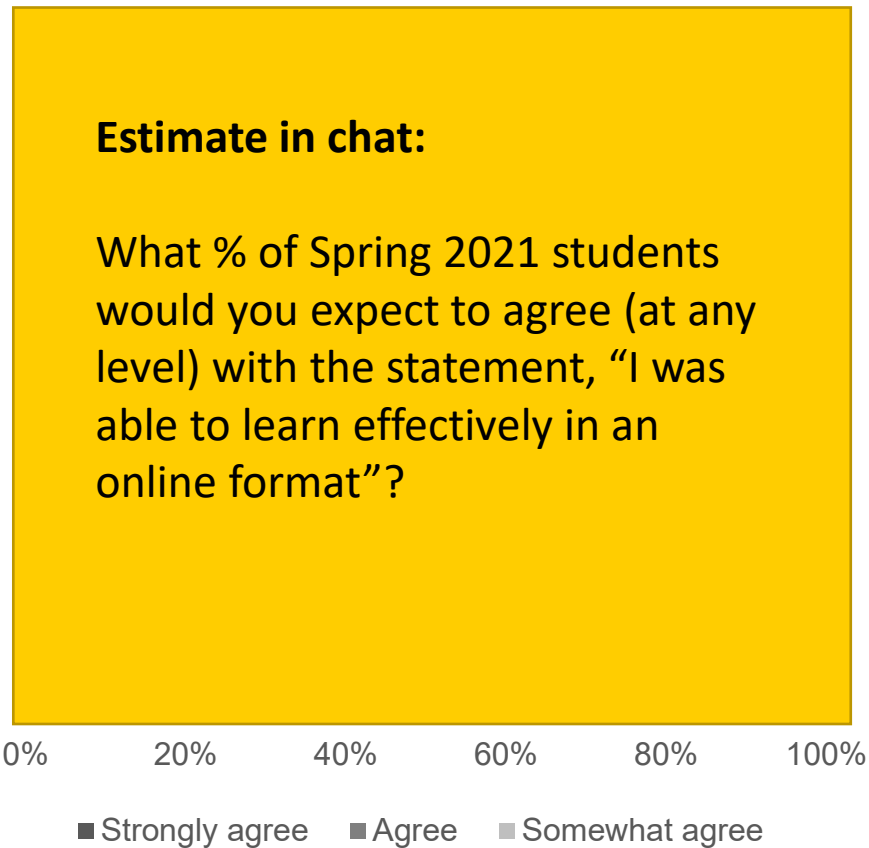 Estimate in chat:
What % of Spring 2021 students
would you expect to agree (at any
level) with the statement, “I was
able to learn effectively in an
online format”?
0% 20% 40% 60% 80% 100%
Strongly agree Agree Somewhat agree